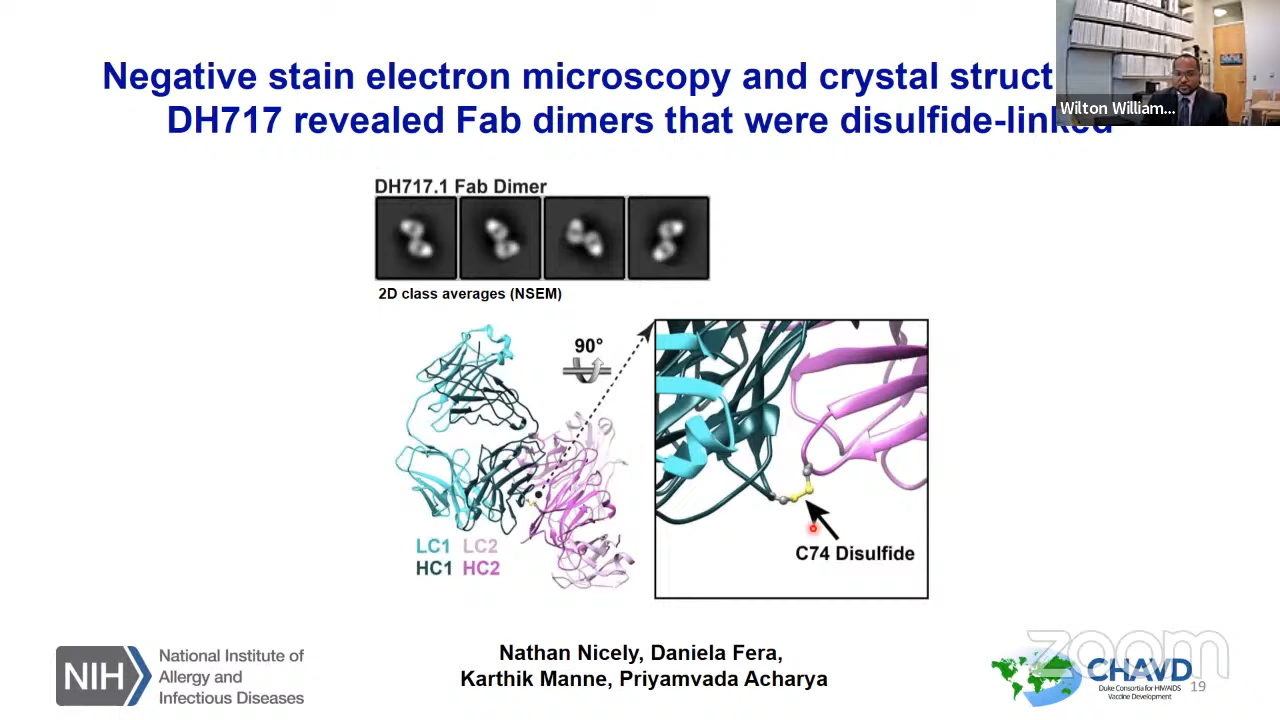 Negative stain electron microscopy and crystal struct
DH717 revealed Fab dimers that were disulfide-linked
Wilton William...
DH717.1 Fab Dimer
2D class averages (NSEM)
90°
LC1 LC2
HC1 HC2
C74 Disulfide
Nathan Nicely, Daniela Fera,
Karthik Manne, Priyamvada Acharya
NIH
National Institute of
Allergy and
Infectious Diseases
zoom
CHAVD
Duke Consortia for HIV/AIDS
Vaccine Development
19